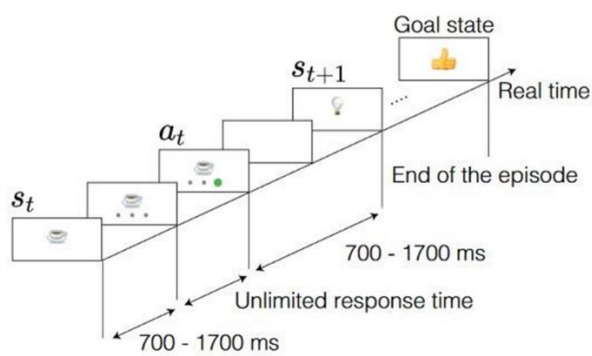 Goal state
s_{t+1}
Real time
a_t
End of the episode
s_t
700 - 1700 ms
Unlimited response time
700 - 1700 ms